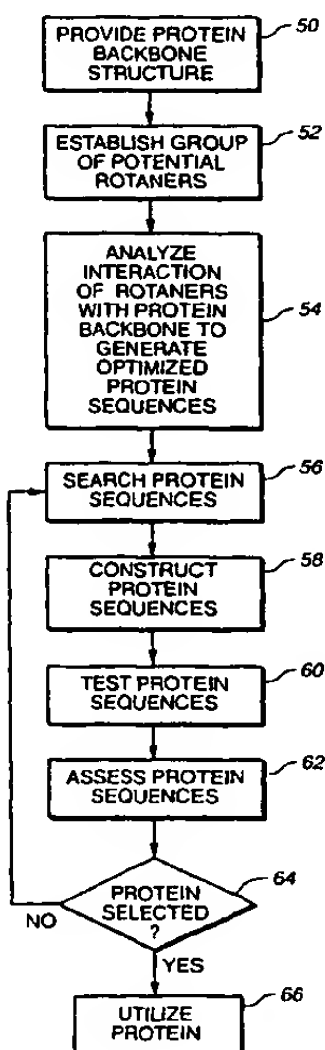 PROVIDE PROTEIN
BACKBONE
STRUCTURE
50
ESTABLISH GROUP
OF POTENTIAL
ROTANERS
52
ANALYZE
INTERACTION
OF ROTANERS
WITH PROTEIN
BACKBONE TO
GENERATE
OPTIMIZED
PROTEIN
SEQUENCES
54
SEARCH PROTEIN
SEQUENCES
56
CONSTRUCT
PROTEIN
SEQUENCES
58
TEST PROTEIN
SEQUENCES
60
ASSESS PROTEIN
SEQUENCES
62
PROTEIN
SELECTED
?
64
NO
YES
UTILIZE
PROTEIN
66